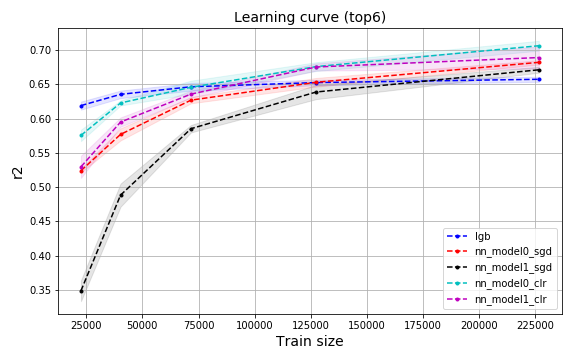 Learning curve (top6)
r2
0.70
0.65
0.60
0.55
0.50
0.45
0.40
0.35
25000 50000 75000 100000 125000 150000 175000 200000 225000
Train size
lgb
nn_model0_sgd
nn_model1_sgd
nn_model0_clr
nn_model1_clr